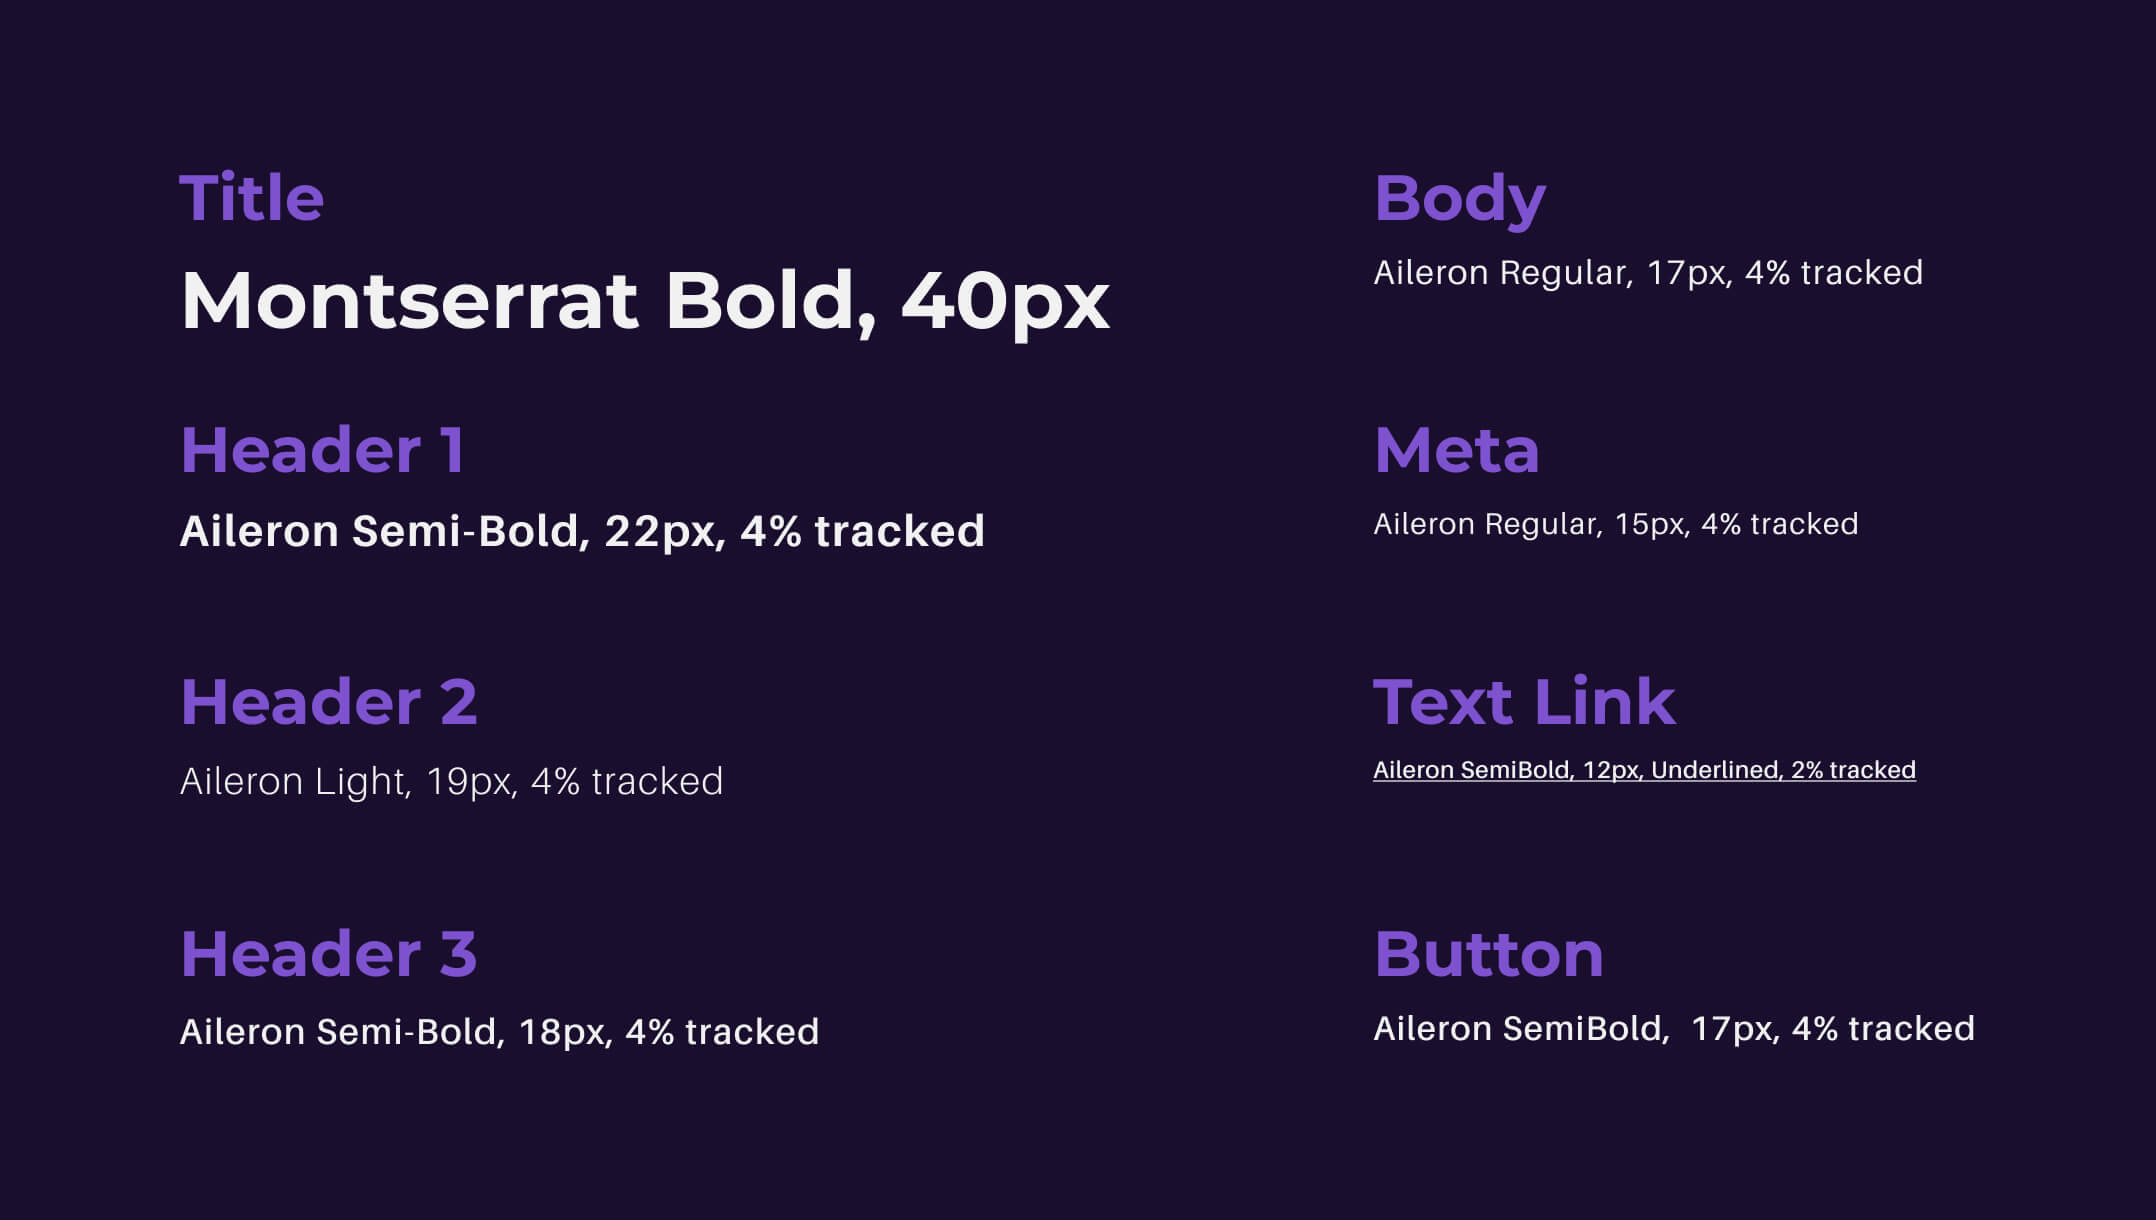 Title
Montserrat Bold, 40px
Header 1
Aileron Semi-Bold, 22px, 4% tracked
Header 2
Aileron Light, 19px, 4% tracked
Header 3
Aileron Semi-Bold, 18px, 4% tracked
Body
Aileron Regular, 17px, 4% tracked
Meta
Aileron Regular, 15px, 4% tracked
Text Link
Aileron SemiBold, 12px, Underlined, 2% tracked
Button
Aileron SemiBold,  17px, 4% tracked